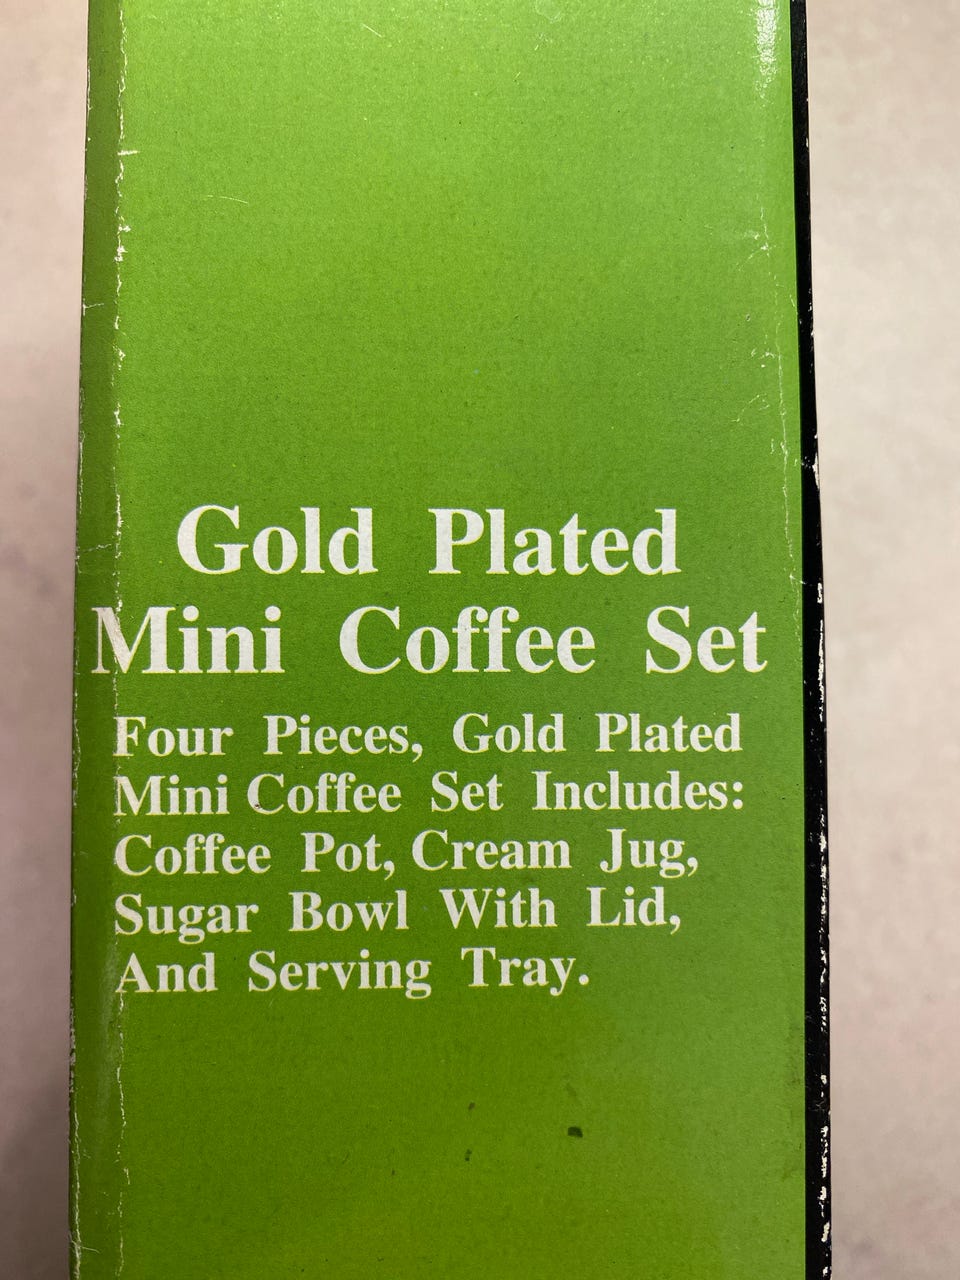 Gold Plated
Mini Coffee Set
Four Pieces, Gold Plated
Mini Coffee Set Includes:
Coffee Pot, Cream Jug,
Sugar Bowl With Lid,
And Serving Tray.